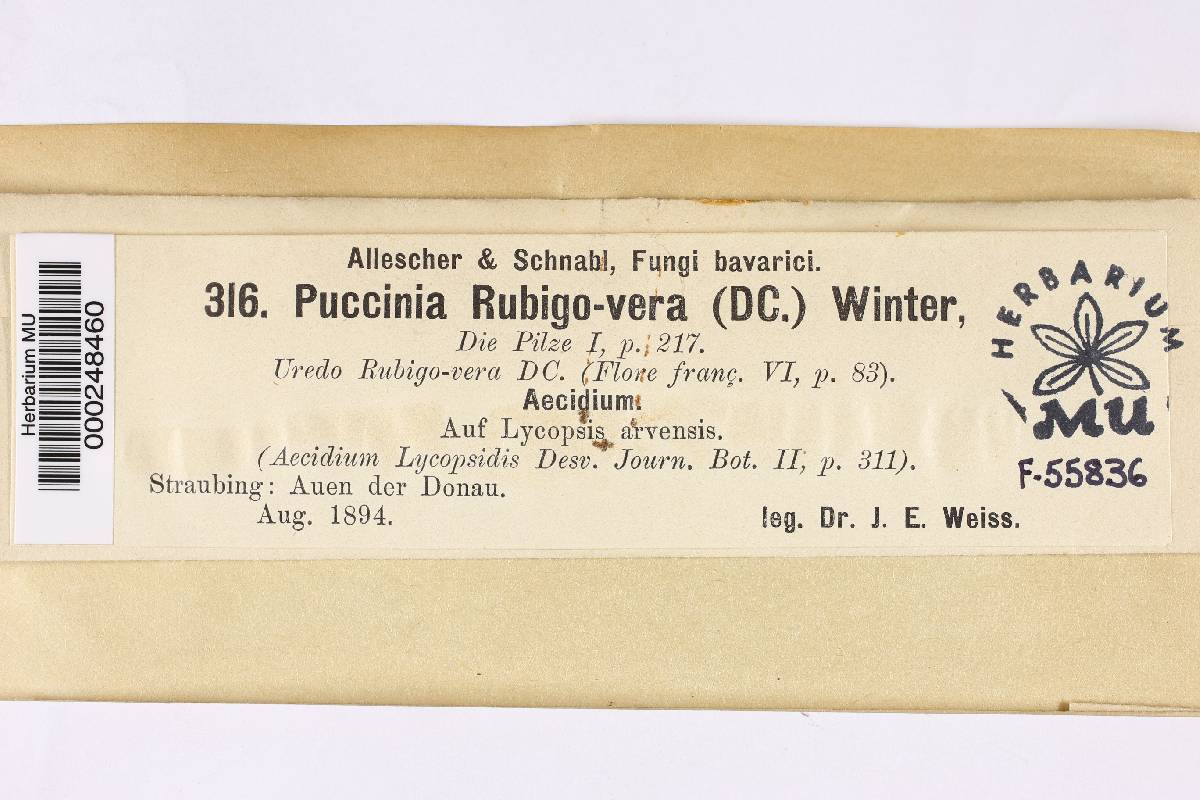 Allescher & Schnabl, Fungi bavarici.
316. Puccinia Rubigo-vera (DC.) Winter,
Die Pilze I, p. 217.
Uredo Rubigo-vera DC. (Flore franç. VI, p. 83).
Aecidium.
Auf Lycopsis arvensis.
(Aecidium Lycopsidis Desv. Journ. Bot. II, p. 311).
Straubing: Auen der Donau.
Aug. 1894.
leg. Dr. J. E. Weiss.
HERBARIUM
MU
F-55836
Herbarium MU
000248460